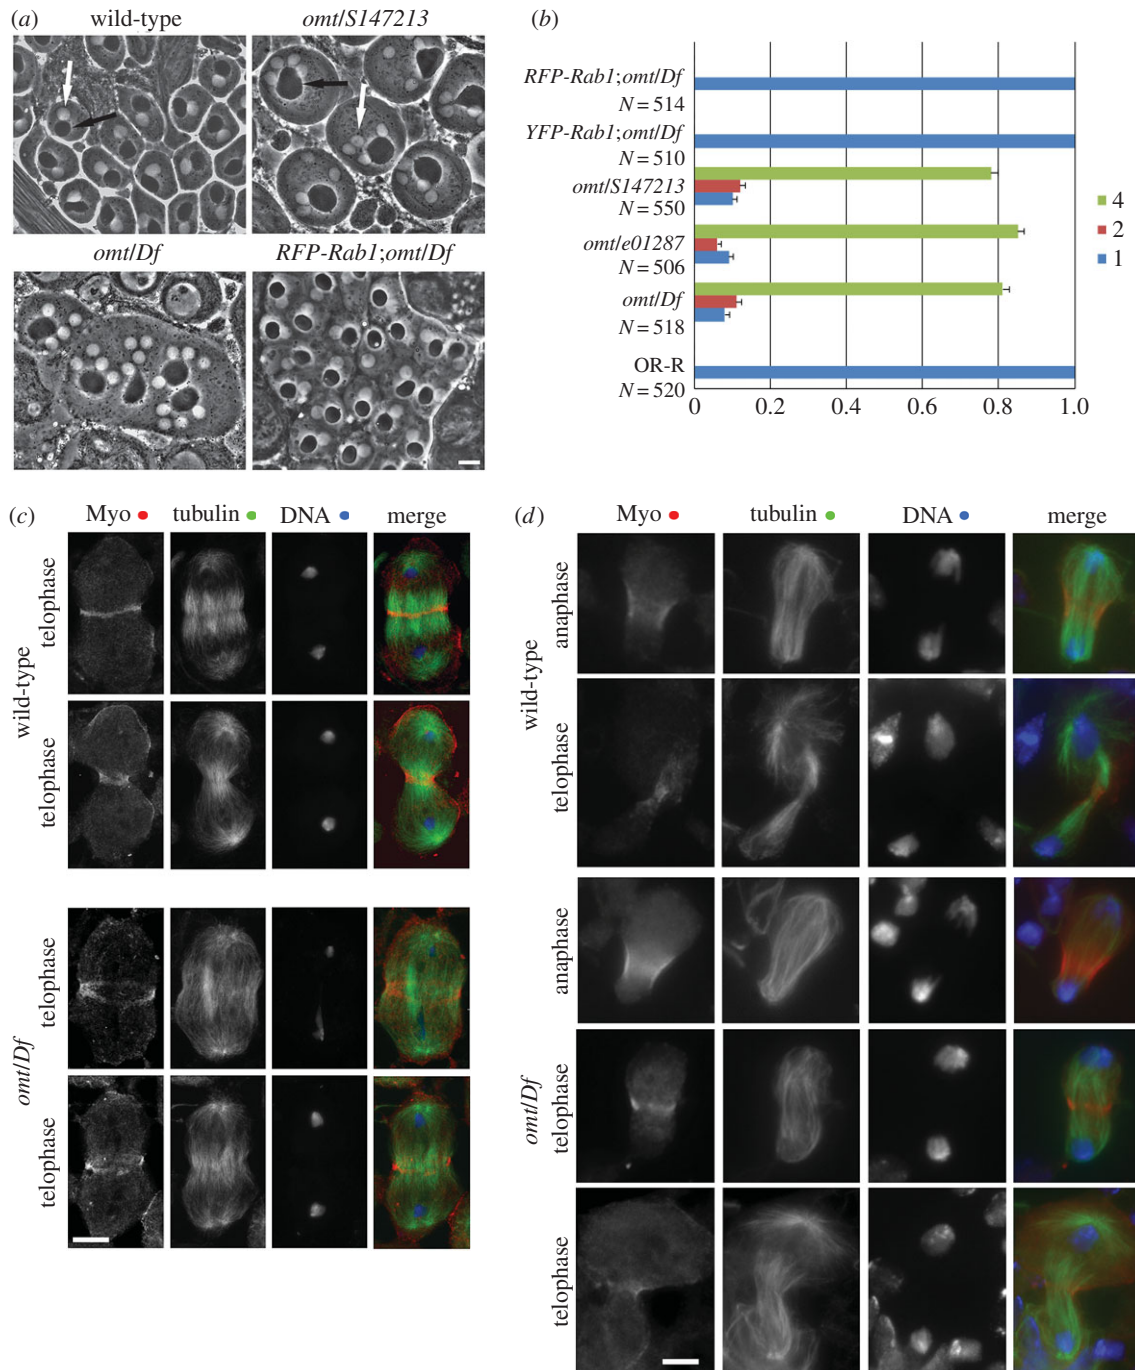 (a)
wild-type
omt/S147213
omt/Df
RFP-Rab1;omt/Df
(b)
RFP-Rab1;omt/Df
N = 514
YFP-Rab1;omt/Df
N = 510
omt/S147213
N = 550
omt/e01287
N = 506
omt/Df
N = 518
OR-R
N = 520
0 0.2 0.4 0.6 0.8 1.0
4
2
1
(c)
Myo tubulin DNA merge
wild-type
telophase
telophase
omt/Df
telophase
telophase
(d)
Myo tubulin DNA merge
wild-type
anaphase
telophase
omt/Df
anaphase
telophase
telophase